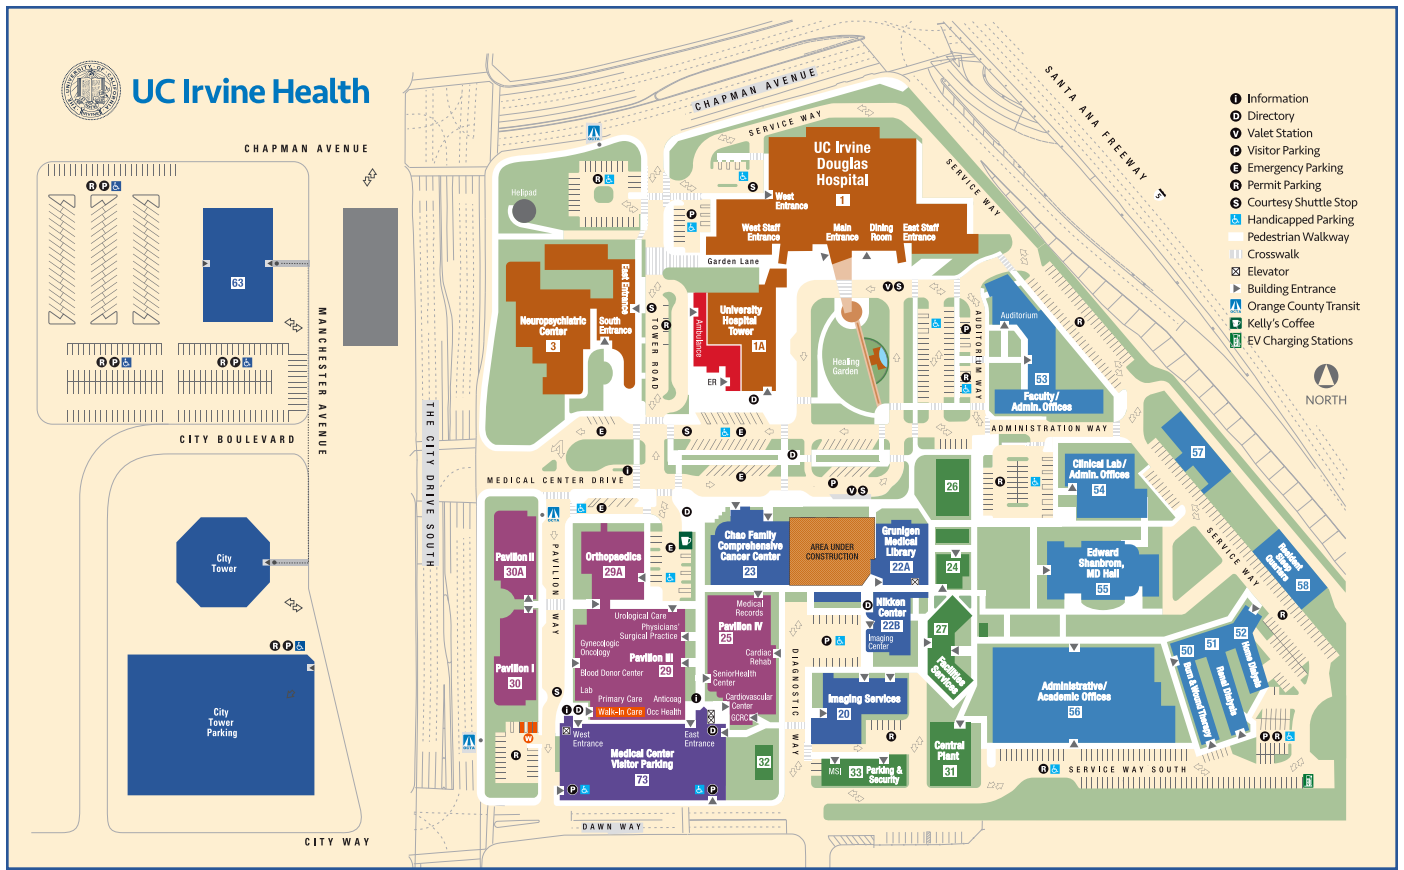 UC Irvine Health
CHAPMAN AVENUE
CHAPMAN AVENUE
SERVICE WAY
SANTA ANA FREEWAY
5
SERVICE WAY
i Information
D Directory
V Valet Station
P Visitor Parking
E Emergency Parking
R Permit Parking
S Courtesy Shuttle Stop
Handicapped Parking
Pedestrian Walkway
Crosswalk
Elevator
Building Entrance
OCTA Orange County Transit
Kelly's Coffee
EV Charging Stations
NORTH
R P
63
R P
R P
MANCHESTER AVENUE
CITY BOULEVARD
THE CITY DRIVE SOUTH
City
Tower
R P
City
Tower
Parking
CITY WAY
OCTA
Helipad
R
S
P
UC Irvine
Douglas
Hospital
1
West
Entrance
West Staff
Entrance
Main
Entrance
Dining
Room
East Staff
Entrance
Garden Lane
East Entrance
Neuropsychiatric
Center
3
South
Entrance
S
R
TOWER ROAD
Ambulance
University
Hospital
Tower
1A
ER
D
V S
Healing
Garden
AUDITORIUM WAY
P
R
Auditorium
53
Faculty/
Admin. Offices
R
ADMINISTRATION WAY
E
S
E
D
i
E
P
V S
MEDICAL CENTER DRIVE
26
R
Clinical Lab/
Admin. Offices
54
57
SERVICE WAY
OCTA
E
D
Pavilion II
30A
PAVILION WAY
Orthopaedics
29A
E
Chao Family
Comprehensive
Cancer Center
23
AREA UNDER
CONSTRUCTION
Grunigen
Medical
Library
22A
24
Edward
Shanbrom,
MD Hall
55
Resident
Sleep
Quarters
58
R
Pavilion I
30
Urological Care
Physicians'
Surgical Practice
Gynecologic
Oncology
Pavilion III
29
Blood Donor Center
Lab
Primary Care
Anticoag
Walk-In Care
Occ Health
Medical
Records
Pavilion IV
25
Cardiac
Rehab
SeniorHealth
Center
Cardiovascular
Center
GCRC
D
Nikken
Center
22B
Imaging
Center
P
DIAGNOSTIC WAY
27
Facilities
Services
Imaging Services
20
R
Administrative/
Academic Offices
56
50
51
52
Burn & Wound Therapy
Renal Dialysis
Home Dialysis
P R
S
i D
i
D
W
R
OCTA
West
Entrance
East
Entrance
Medical Center
Visitor Parking
73
P
P
32
MSI
33
Parking &
Security
Central
Plant
31
R
SERVICE WAY SOUTH
DAWN WAY